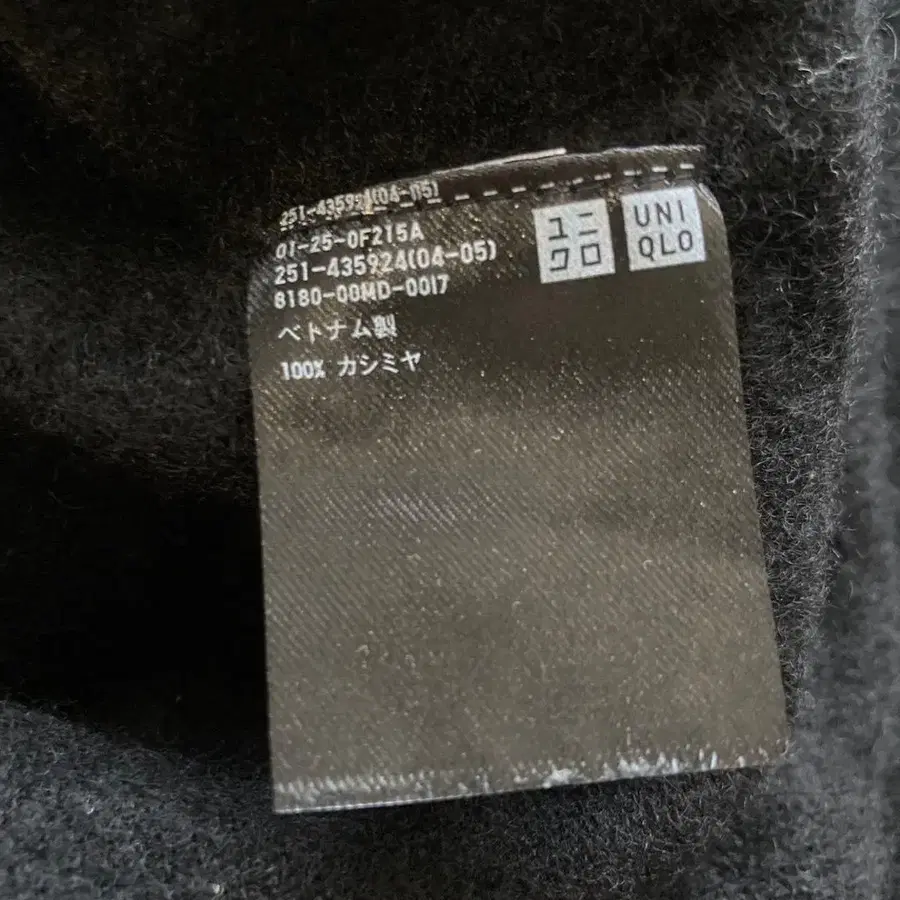 251-435924(04-05)
01-25-0F215A
251-435924(04-05)
8180-00MD-0017
ベトナム製
100% カシミヤ
ユニ
クロ
UNI
QLO